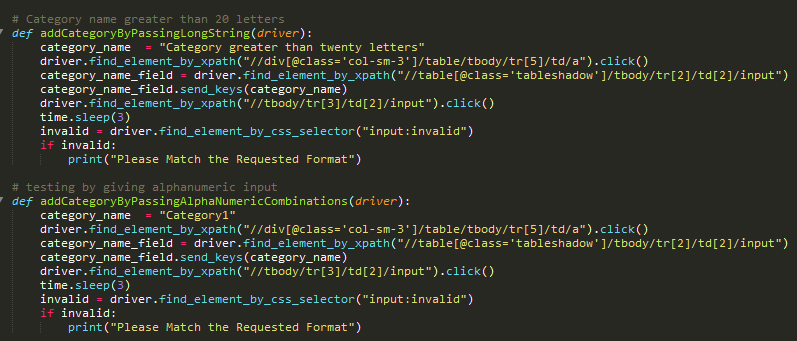 # Category name greater than 20 letters
def addCategoryByPassingLongString(driver):
    category_name  = "Category greater than twenty letters"
    driver.find_element_by_xpath("//div[@class='col-sm-3']/table/tbody/tr[5]/td/a").click()
    category_name_field = driver.find_element_by_xpath("//table[@class='tableshadow']/tbody/tr[2]/td[2]/input")
    category_name_field.send_keys(category_name)
    driver.find_element_by_xpath("//tbody/tr[3]/td[2]/input").click()
    time.sleep(3)
    invalid = driver.find_element_by_css_selector("input:invalid")
    if invalid:
        print("Please Match the Requested Format")
# testing by giving alphanumeric input
def addCategoryByPassingAlphaNumericCombinations(driver):
    category_name  = "Category1"
    driver.find_element_by_xpath("//div[@class='col-sm-3']/table/tbody/tr[5]/td/a").click()
    category_name_field = driver.find_element_by_xpath("//table[@class='tableshadow']/tbody/tr[2]/td[2]/input")
    category_name_field.send_keys(category_name)
    driver.find_element_by_xpath("//tbody/tr[3]/td[2]/input").click()
    time.sleep(3)
    invalid = driver.find_element_by_css_selector("input:invalid")
    if invalid:
        print("Please Match the Requested Format")